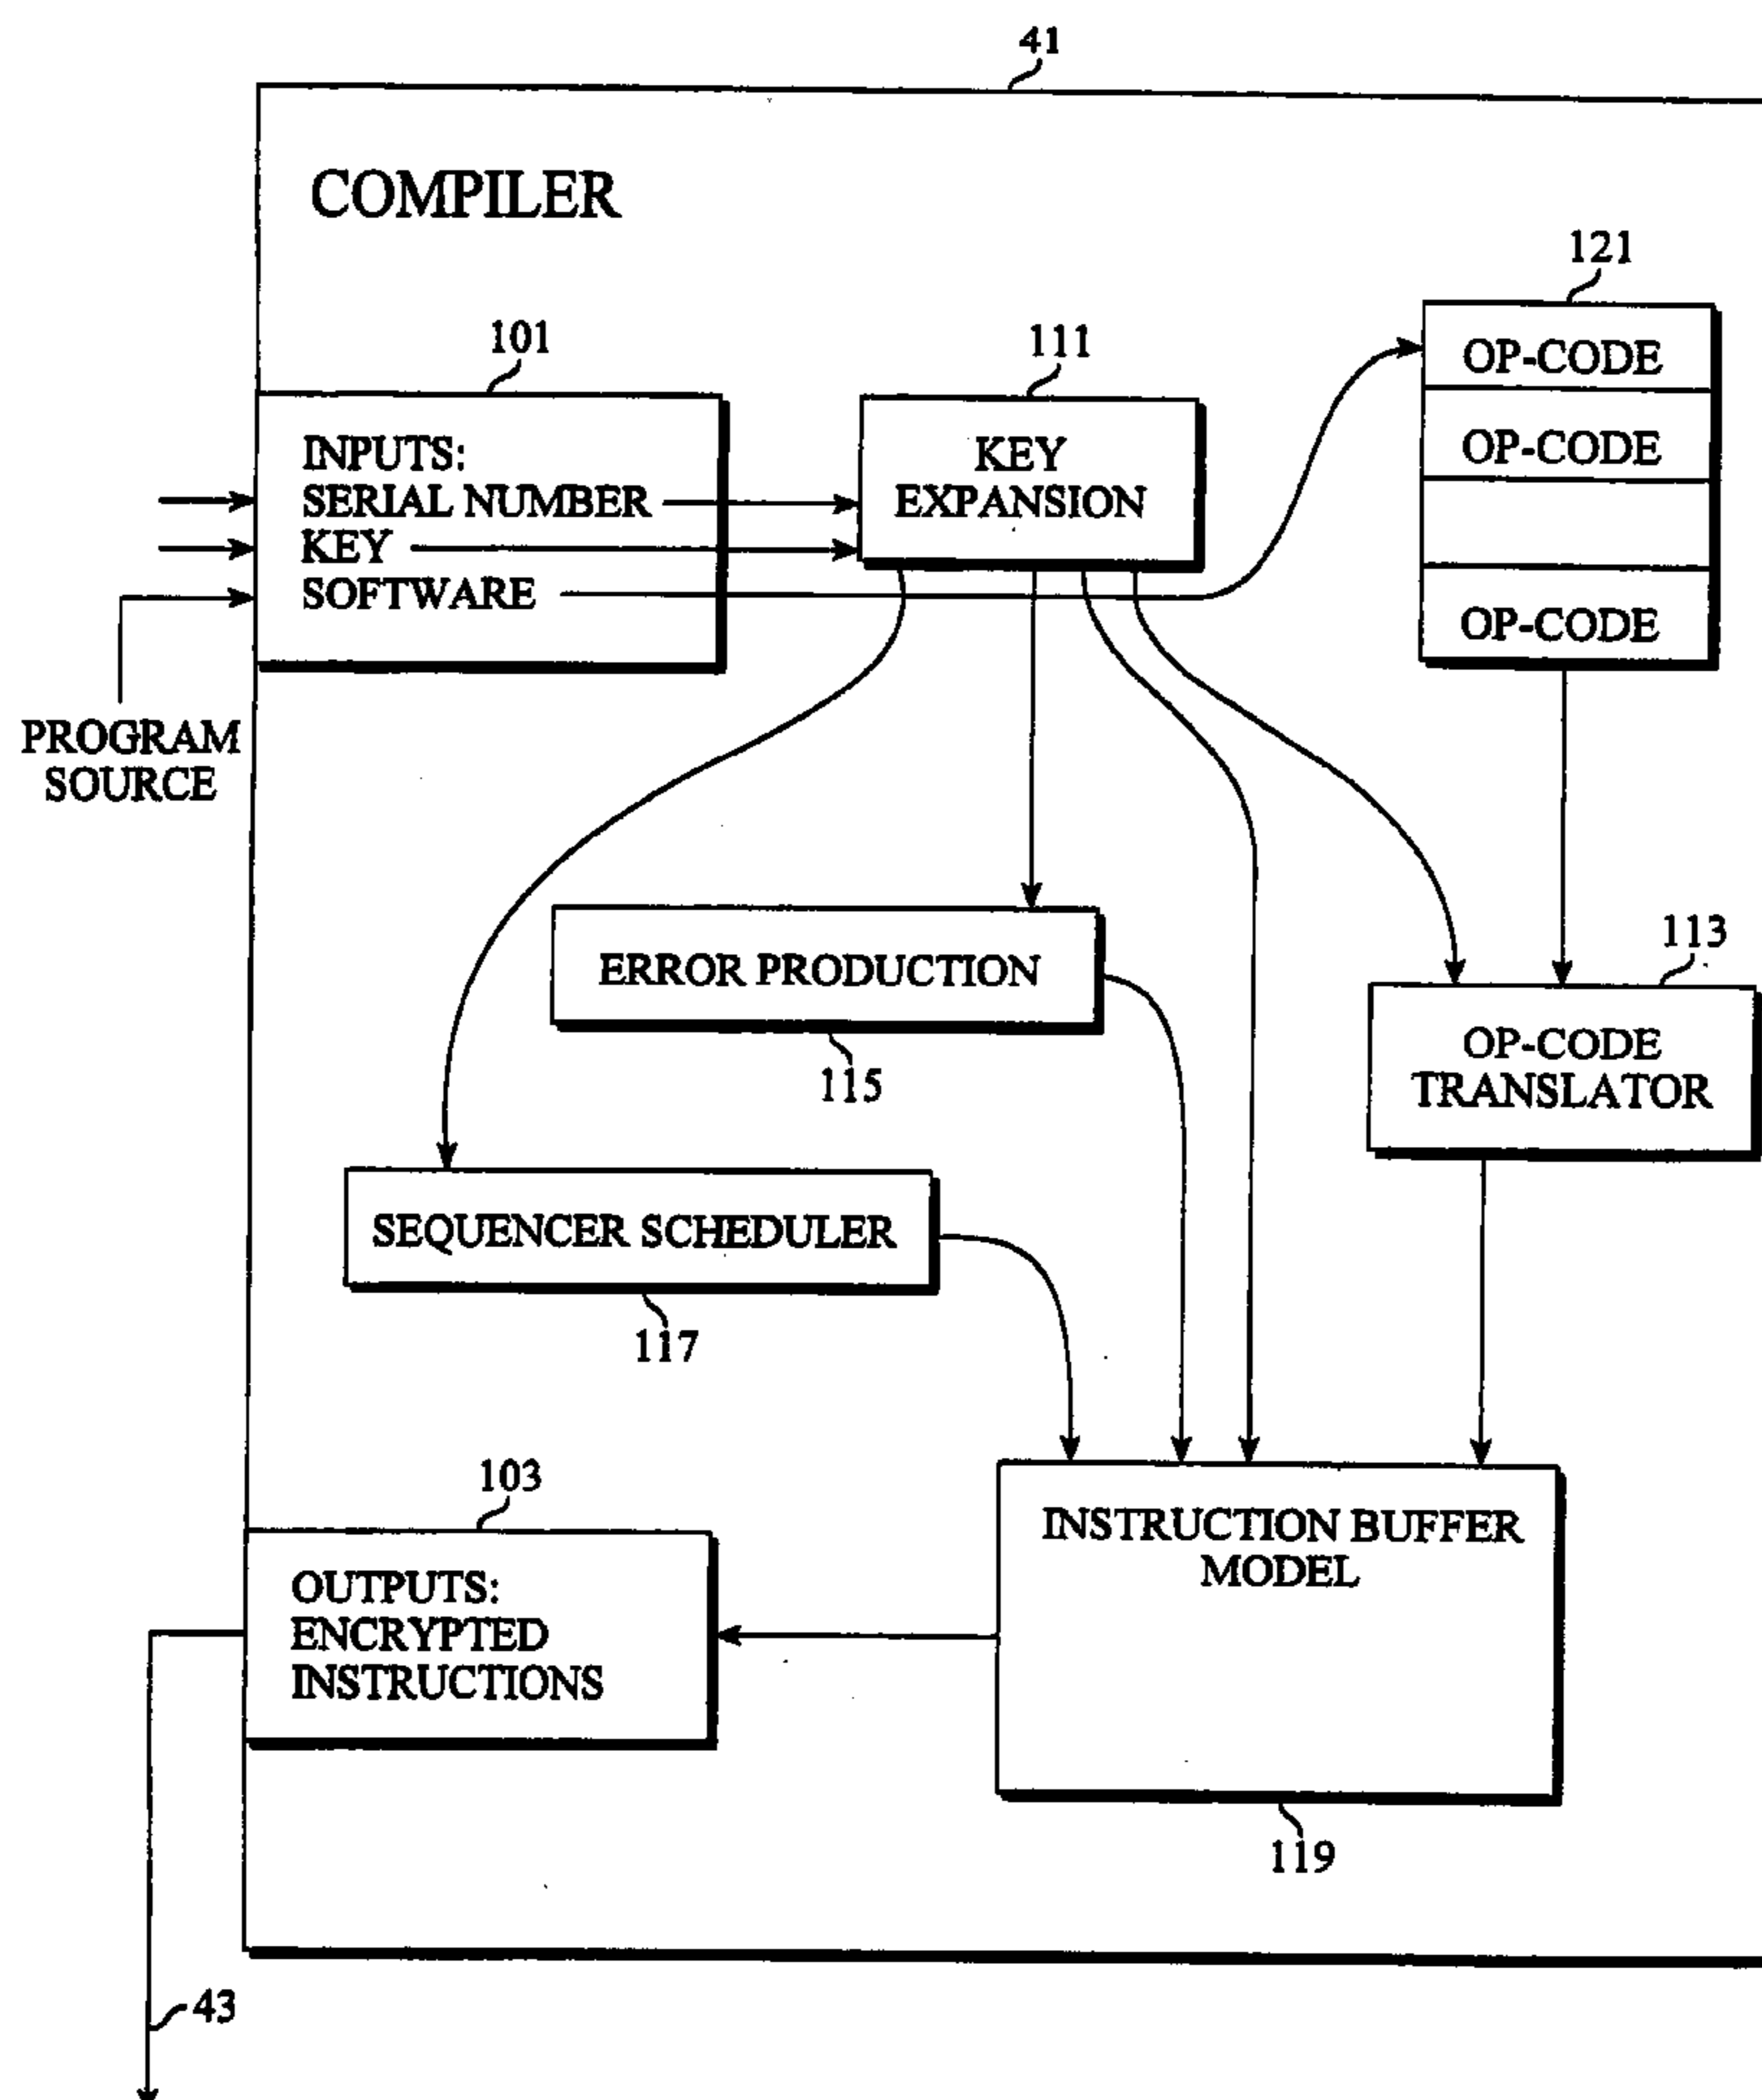 41
COMPILER
121
OP-CODE
OP-CODE
OP-CODE
101
INPUTS:
SERIAL NUMBER
KEY
SOFTWARE
111
KEY
EXPANSION
PROGRAM
SOURCE
ERROR PRODUCTION
115
113
OP-CODE
TRANSLATOR
SEQUENCER SCHEDULER
117
103
OUTPUTS:
ENCRYPTED
INSTRUCTIONS
INSTRUCTION BUFFER
MODEL
119
43